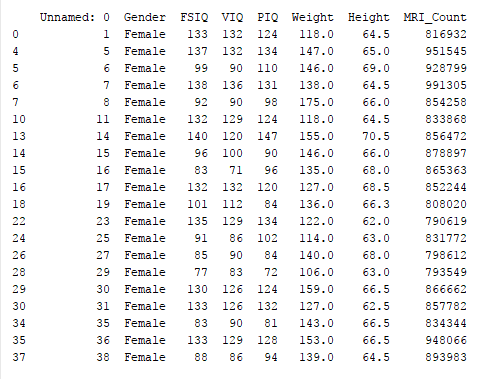 Unnamed: 0 Gender FSIQ VIQ PIQ Weight Height MRI_Count
0 1 Female 133 132 124 118.0 64.5 816932
4 5 Female 137 132 134 147.0 65.0 951545
5 6 Female 99 90 110 146.0 69.0 928799
6 7 Female 138 136 131 138.0 64.5 991305
7 8 Female 92 90 98 175.0 66.0 854258
10 11 Female 132 129 124 118.0 64.5 833868
13 14 Female 140 120 147 155.0 70.5 856472
14 15 Female 96 100 90 146.0 66.0 878897
15 16 Female 83 71 96 135.0 68.0 865363
16 17 Female 132 132 120 127.0 68.5 852244
18 19 Female 101 112 84 136.0 66.3 808020
22 23 Female 135 129 134 122.0 62.0 790619
24 25 Female 91 86 102 114.0 63.0 831772
26 27 Female 85 90 84 140.0 68.0 798612
28 29 Female 77 83 72 106.0 63.0 793549
29 30 Female 130 126 124 159.0 66.5 866662
30 31 Female 133 126 132 127.0 62.5 857782
34 35 Female 83 90 81 143.0 66.5 834344
35 36 Female 133 129 128 153.0 66.5 948066
37 38 Female 88 86 94 139.0 64.5 893983